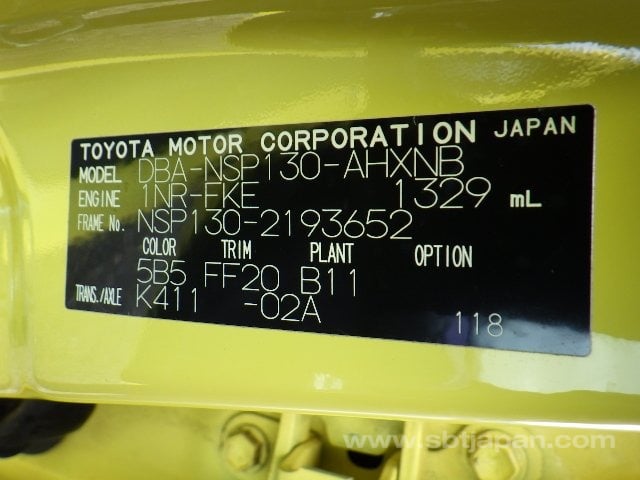 TOYOTA MOTOR CORPORATION JAPAN
MODEL DBA-NSP130-AHXNB
ENGINE 1NR-FKE 1329 mL
FRAME No. NSP130-2193652
COLOR TRIM PLANT OPTION
5B5 FF20 B11
TRANS./AXLE K411 -02A
118
www.sbtjapan.com